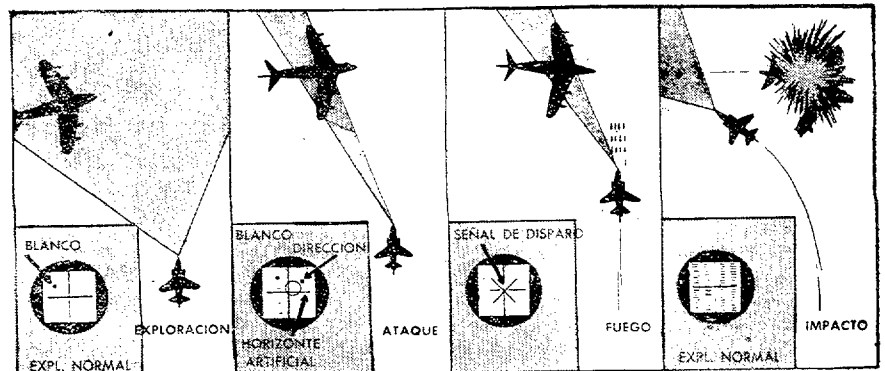 BLANCO
EXPLORACION
EXPL. NORMAL
BLANCO
DIRECCION
HORIZONTE
ARTIFICIAL
ATAQUE
SEÑAL DE DISPARO
FUEGO
EXPL. NORMAL
IMPACTO